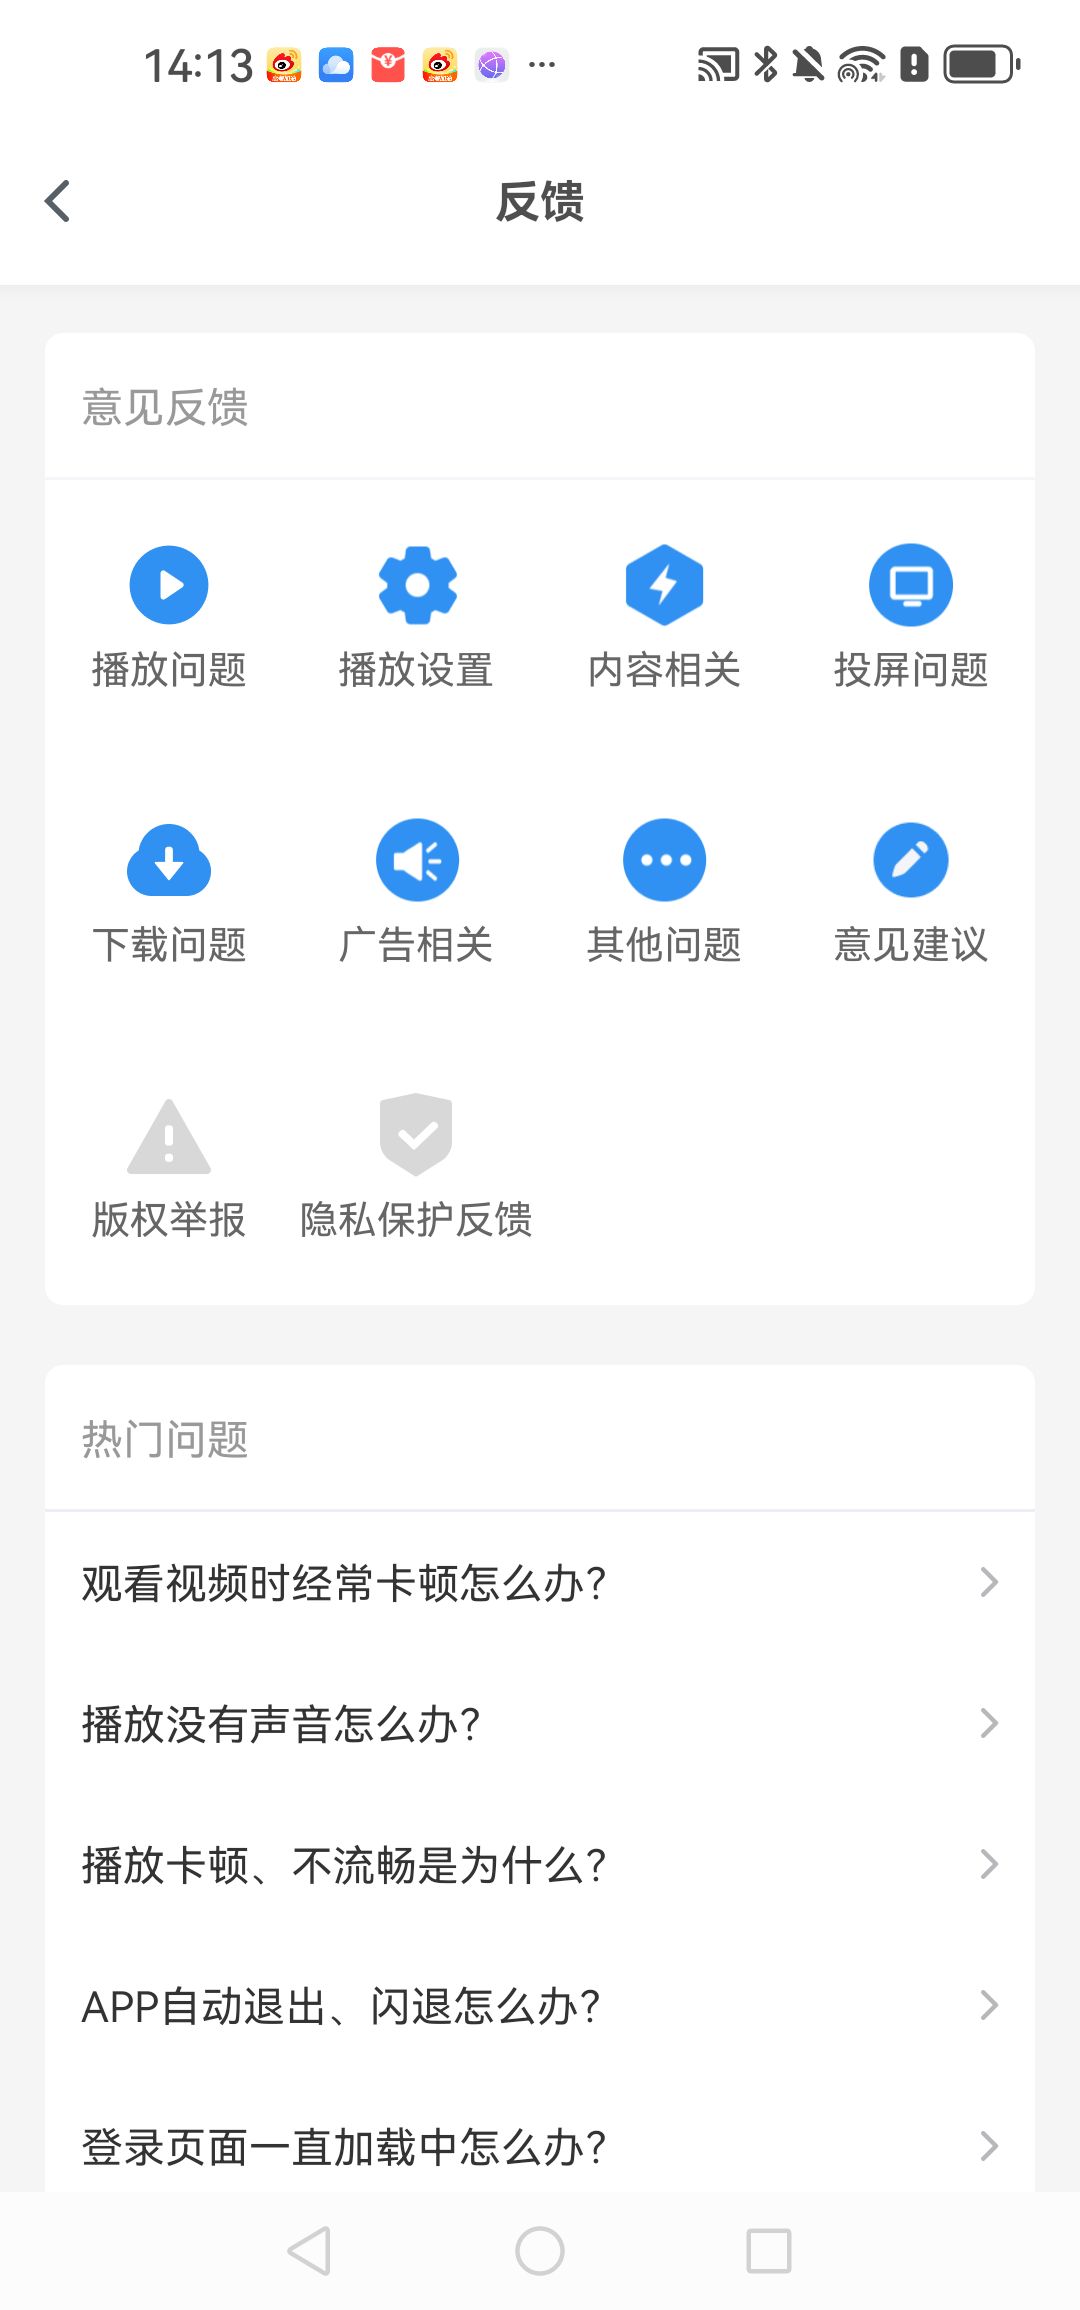 14:13
反馈
意见反馈
播放问题 播放设置 内容相关 投屏问题
下载问题 广告相关 其他问题 意见建议
版权举报 隐私保护反馈
热门问题
观看视频时经常卡顿怎么办?
播放没有声音怎么办?
播放卡顿、不流畅是为什么?
APP自动退出、闪退怎么办?
登录页面一直加载中怎么办?